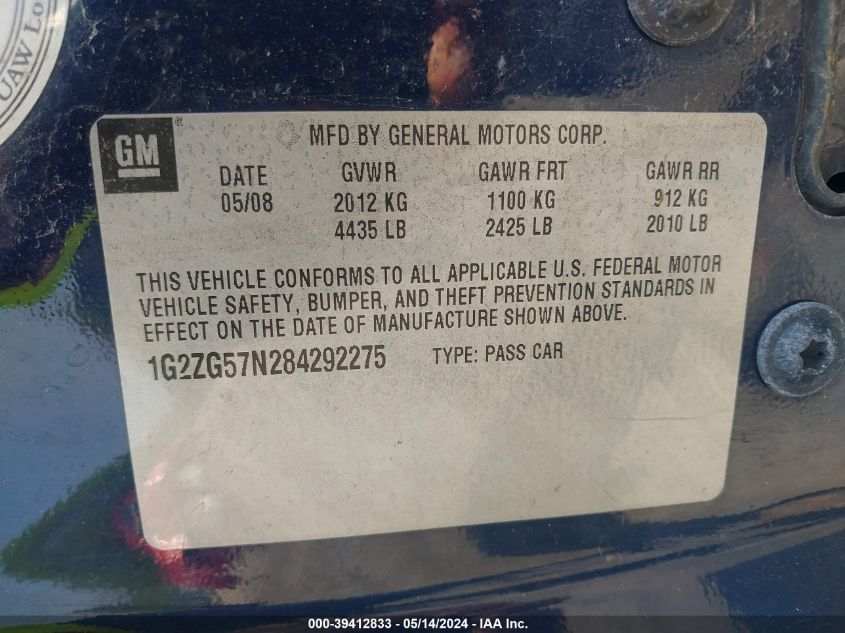 UAW Lo
GM
MFD BY GENERAL MOTORS CORP.
DATE GVWR GAWR FRT GAWR RR
05/08 2012 KG 1100 KG 912 KG
4435 LB 2425 LB 2010 LB
THIS VEHICLE CONFORMS TO ALL APPLICABLE U.S. FEDERAL MOTOR
VEHICLE SAFETY, BUMPER, AND THEFT PREVENTION STANDARDS IN
EFFECT ON THE DATE OF MANUFACTURE SHOWN ABOVE.
1G2ZG57N284292275 TYPE: PASS CAR
000-39412833 / 05/14/2024 - IAA Inc.